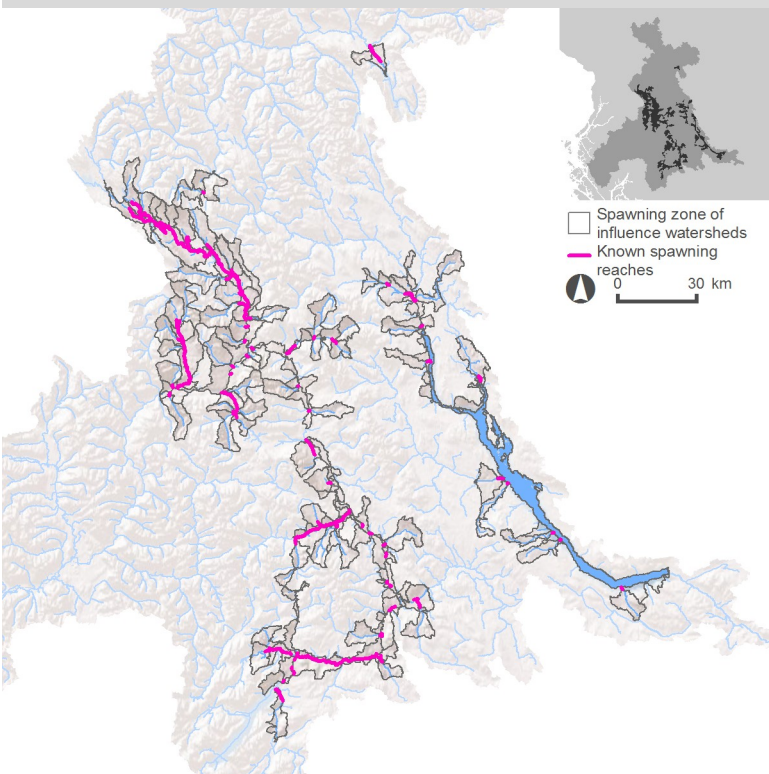 Spawning zone of
influence watersheds
Known spawning
reaches
0 30 km